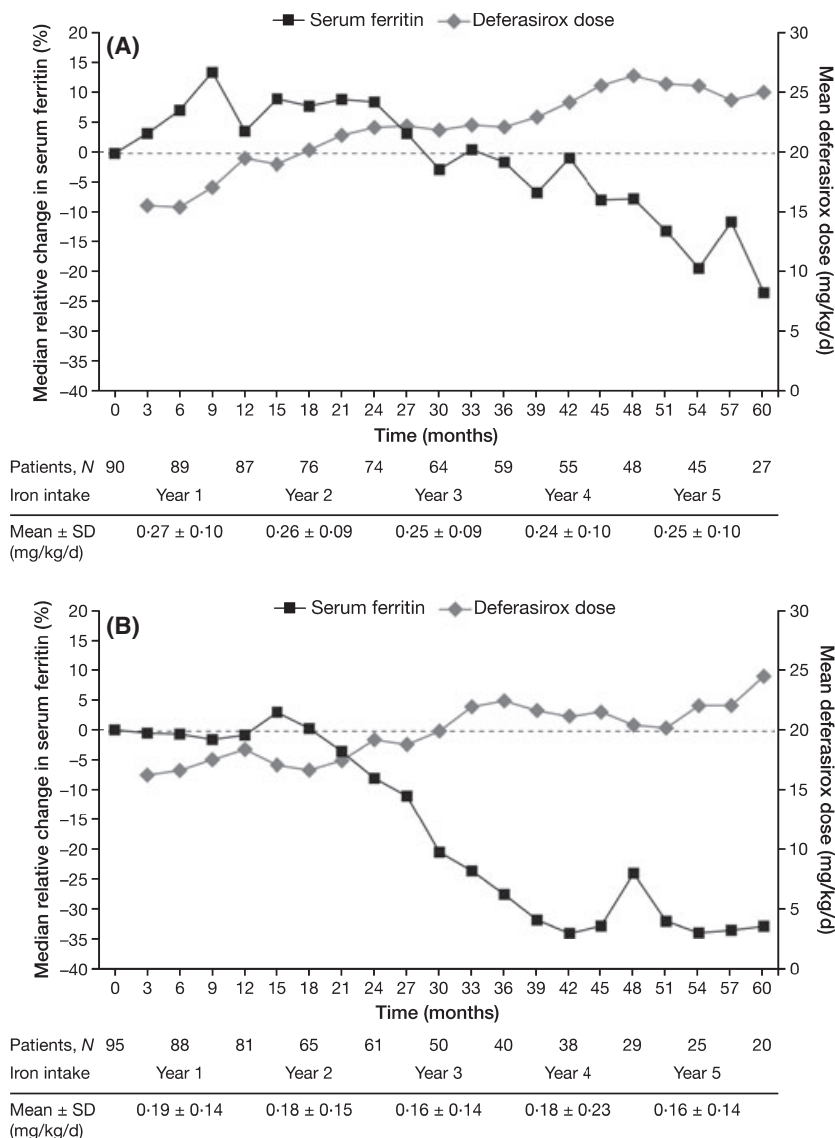 Serum ferritin Deferasirox dose
(A)
Median relative change in serum ferritin (%)
20
15
10
5
0
–5
–10
–15
–20
–25
–30
–35
–40
Mean deferasirox dose (mg/kg/d)
30
25
20
15
10
5
0
0 3 6 9 12 15 18 21 24 27 30 33 36 39 42 45 48 51 54 57 60
Time (months)
Patients, N 90 89 87 76 74 64 59 55 48 45 27
Iron intake Year 1 Year 2 Year 3 Year 4 Year 5
Mean ± SD 0·27 ± 0·10 0·26 ± 0·09 0·25 ± 0·09 0·24 ± 0·10 0·25 ± 0·10
(mg/kg/d)
Serum ferritin Deferasirox dose
(B)
Median relative change in serum ferritin (%)
20
15
10
5
0
–5
–10
–15
–20
–25
–30
–35
–40
Mean deferasirox dose (mg/kg/d)
30
25
20
15
10
5
0
0 3 6 9 12 15 18 21 24 27 30 33 36 39 42 45 48 51 54 57 60
Time (months)
Patients, N 95 88 81 65 61 50 40 38 29 25 20
Iron intake Year 1 Year 2 Year 3 Year 4 Year 5
Mean ± SD 0·19 ± 0·14 0·18 ± 0·15 0·16 ± 0·14 0·18 ± 0·23 0·16 ± 0·14
(mg/kg/d)